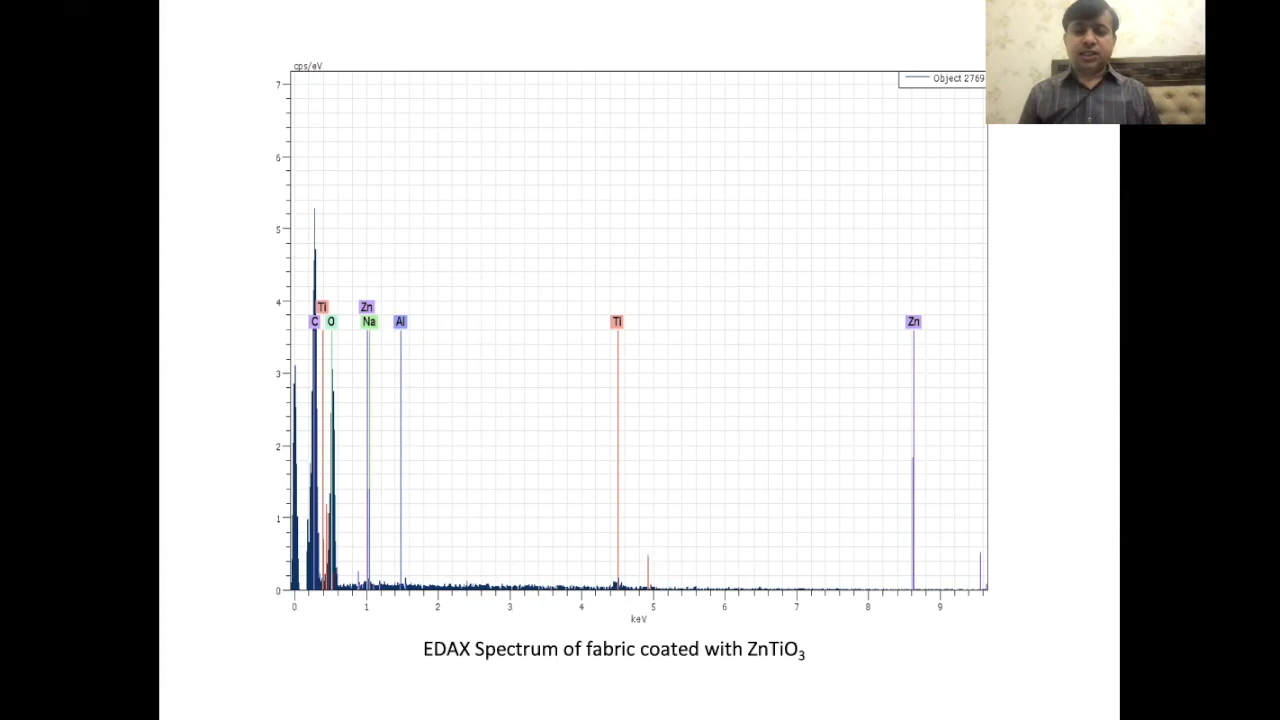 cps/eV
Object 2769
7
6
5
4
3
2
1
0
Ti
Zn
C
O
Na
Al
Ti
Zn
0 1 2 3 4 5 6 7 8 9
keV
EDAX Spectrum of fabric coated with ZnTiO₃